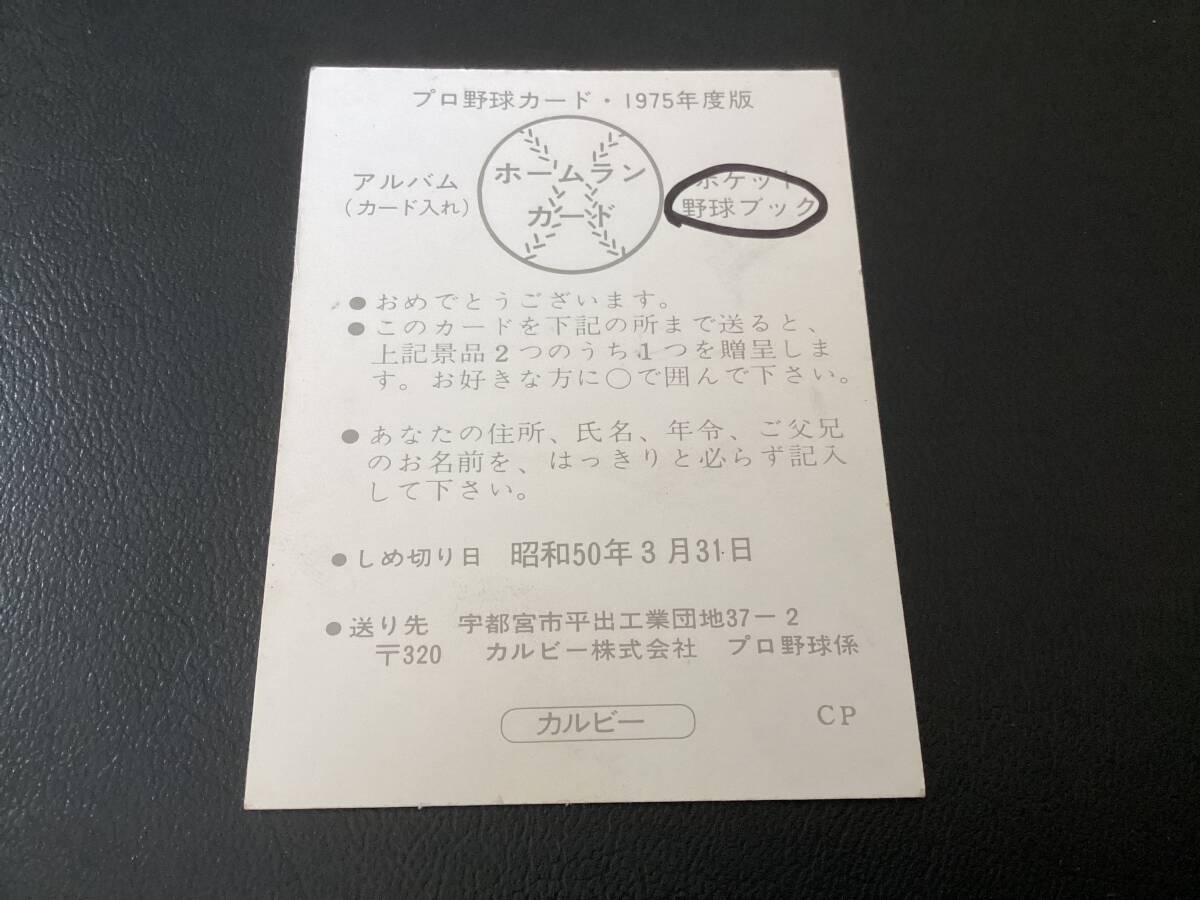 プロ野球カード・1975年度版
アルバム
(カード入れ)
ホームラン
カード
ポケット
野球ブック
●おめでとうございます。
●このカードを下記の所まで送ると、
上記景品2つのうち1つを贈呈しま
す。お好きな方に○で囲んで下さい。
●あなたの住所、氏名、年令、ご父兄
のお名前を、はっきりと必らず記入
して下さい。
●しめ切り日 昭和50年3月31日
●送り先 宇都宮市平出工業団地37-2
〒320 カルビー株式会社 プロ野球係
カルビー
CP